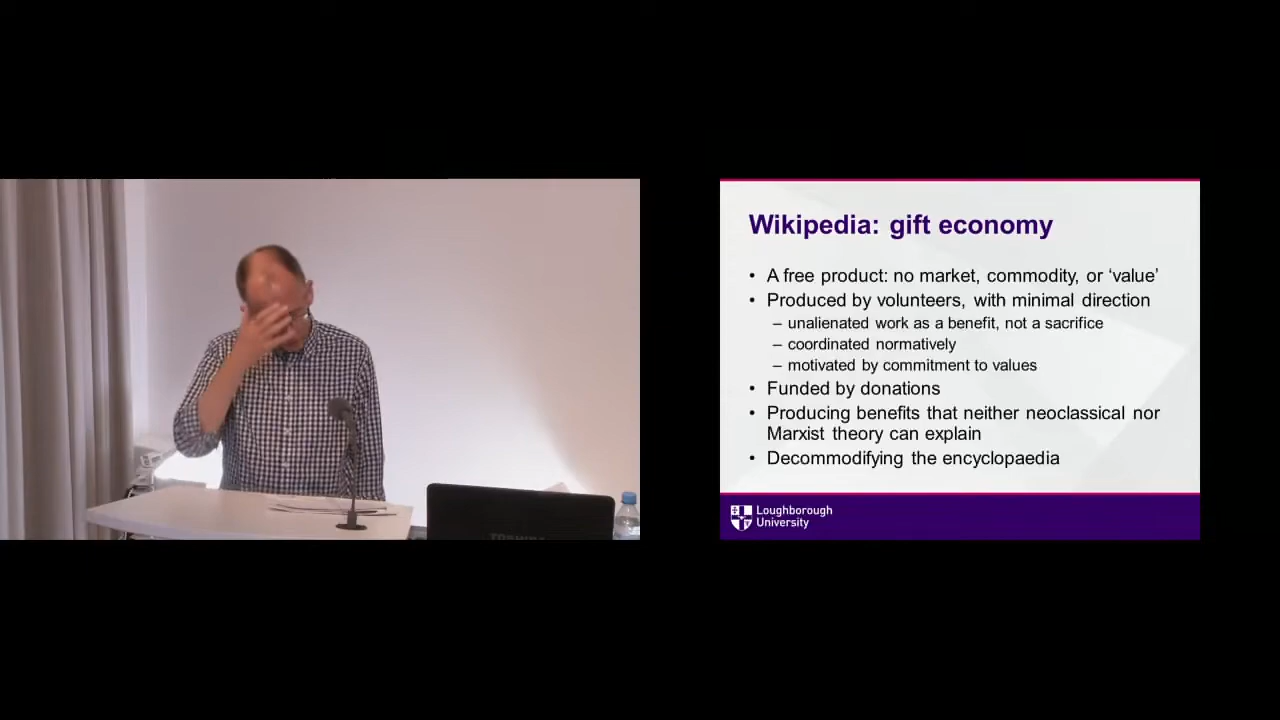 Wikipedia: gift economy
• A free product: no market, commodity, or ‘value’
• Produced by volunteers, with minimal direction
– unalienated work as a benefit, not a sacrifice
– coordinated normatively
– motivated by commitment to values
• Funded by donations
• Producing benefits that neither neoclassical nor
Marxist theory can explain
• Decommodifying the encyclopaedia
Loughborough
University
TOSHIBA